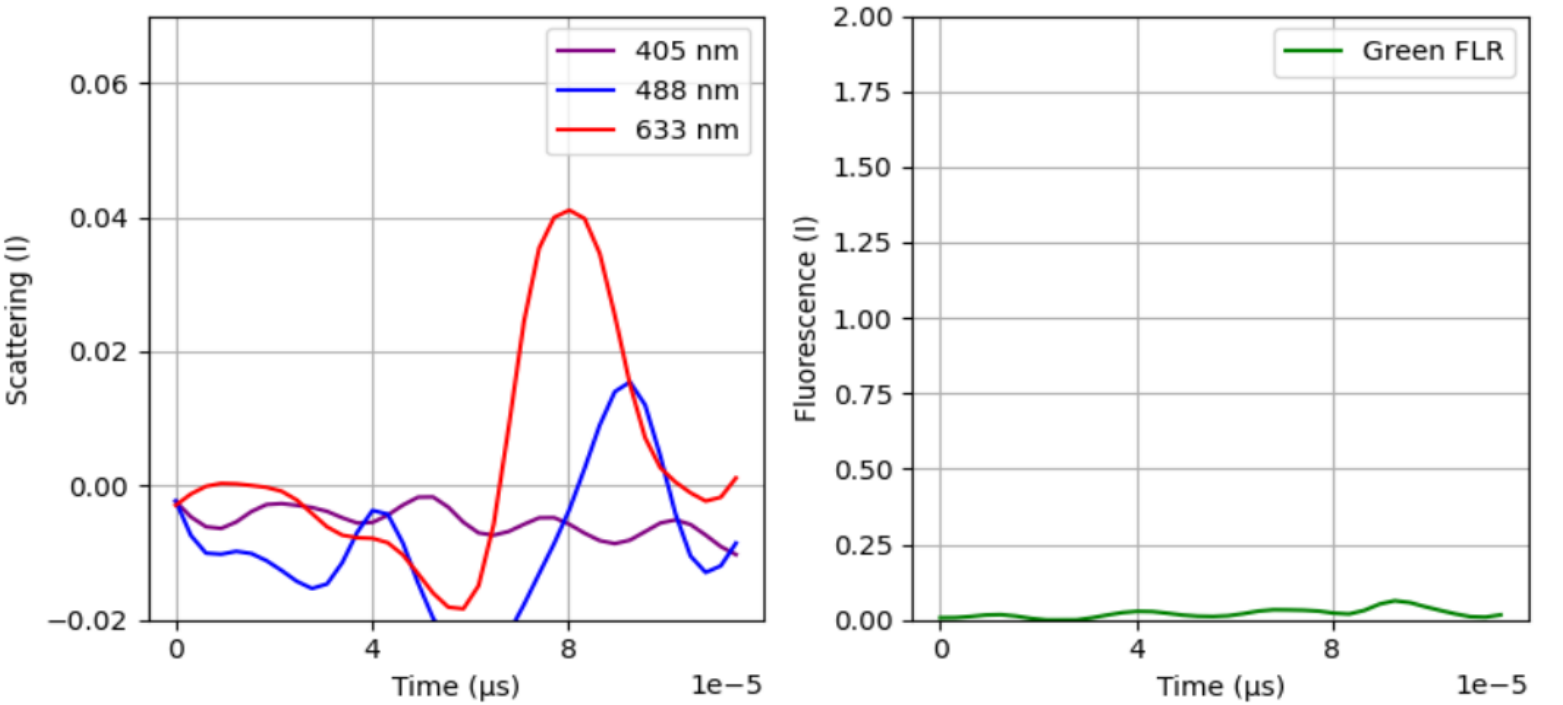 405 nm
488 nm
633 nm
0.06
0.04
0.02
0.00
−0.02
Scattering (I)
0
4
8
Time (μs)
1e−5
Green FLR
2.00
1.75
1.50
1.25
1.00
0.75
0.50
0.25
0.00
Fluorescence (I)
0
4
8
Time (μs)
1e−5